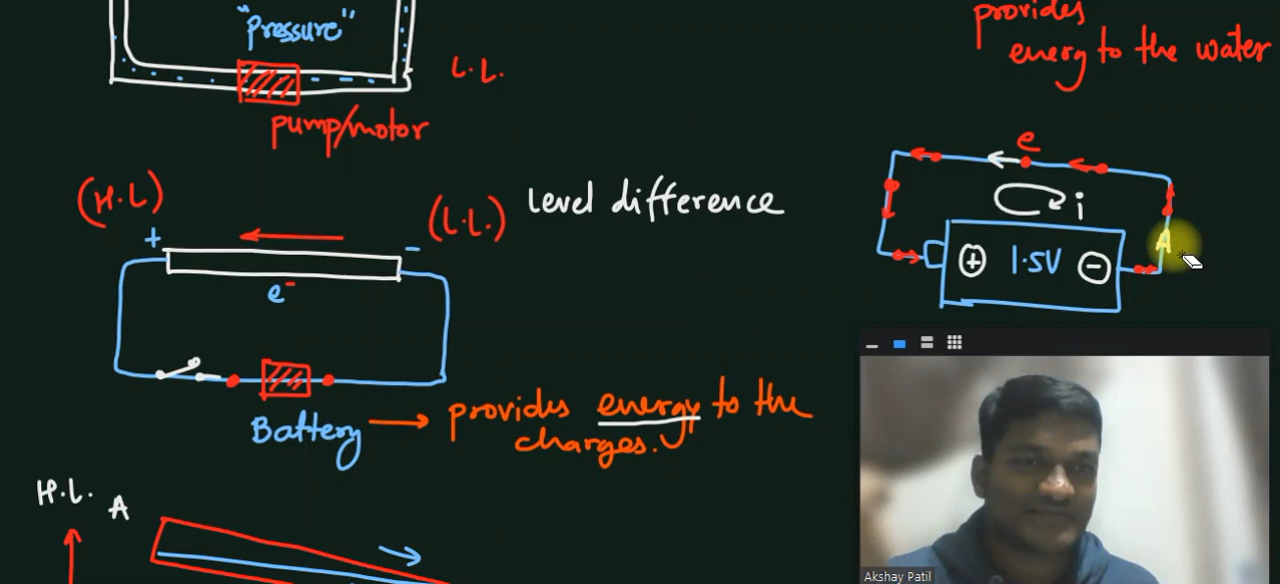 "pressure"
L.L.
pump/motor
provides
energ to the water
(H.L)
+
-
(L.L.)
level difference
e-
e
i
+ 1.5V -
A
Battery → provides energy to the
charges.
H.L.
A
Akshay Patil